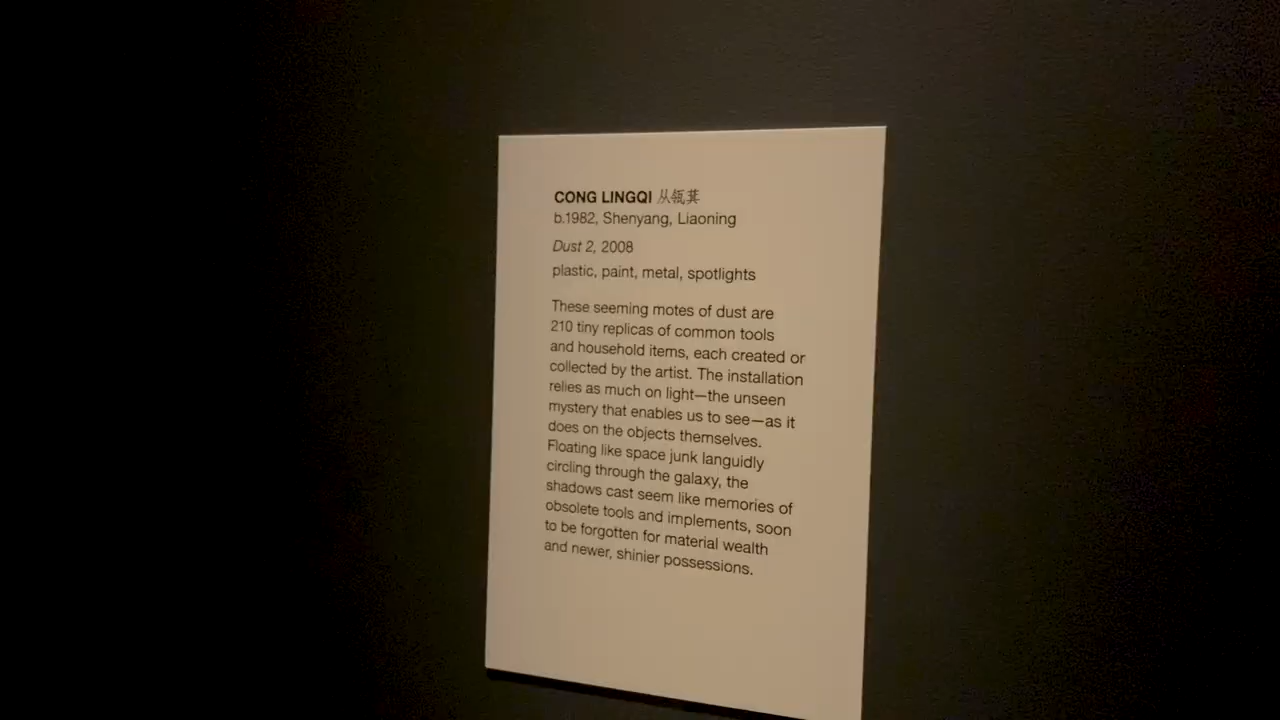 CONG LINGQI 从瓴萁
b.1982, Shenyang, Liaoning
Dust 2, 2008
plastic, paint, metal, spotlights
These seeming motes of dust are
210 tiny replicas of common tools
and household items, each created or
collected by the artist. The installation
relies as much on light—the unseen
mystery that enables us to see—as it
does on the objects themselves.
Floating like space junk languidly
circling through the galaxy, the
shadows cast seem like memories of
obsolete tools and implements, soon
to be forgotten for material wealth
and newer, shinier possessions.